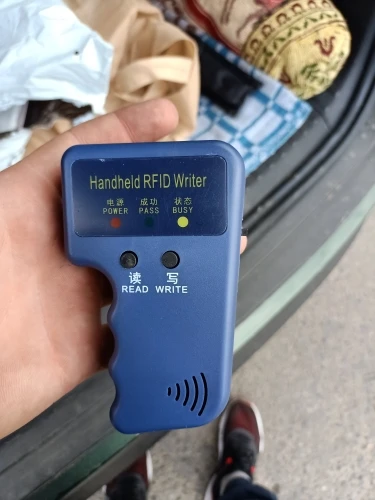 Handheld RFID Writer
电源 成功 状态
POWER PASS BUSY
读 写
READ WRITE